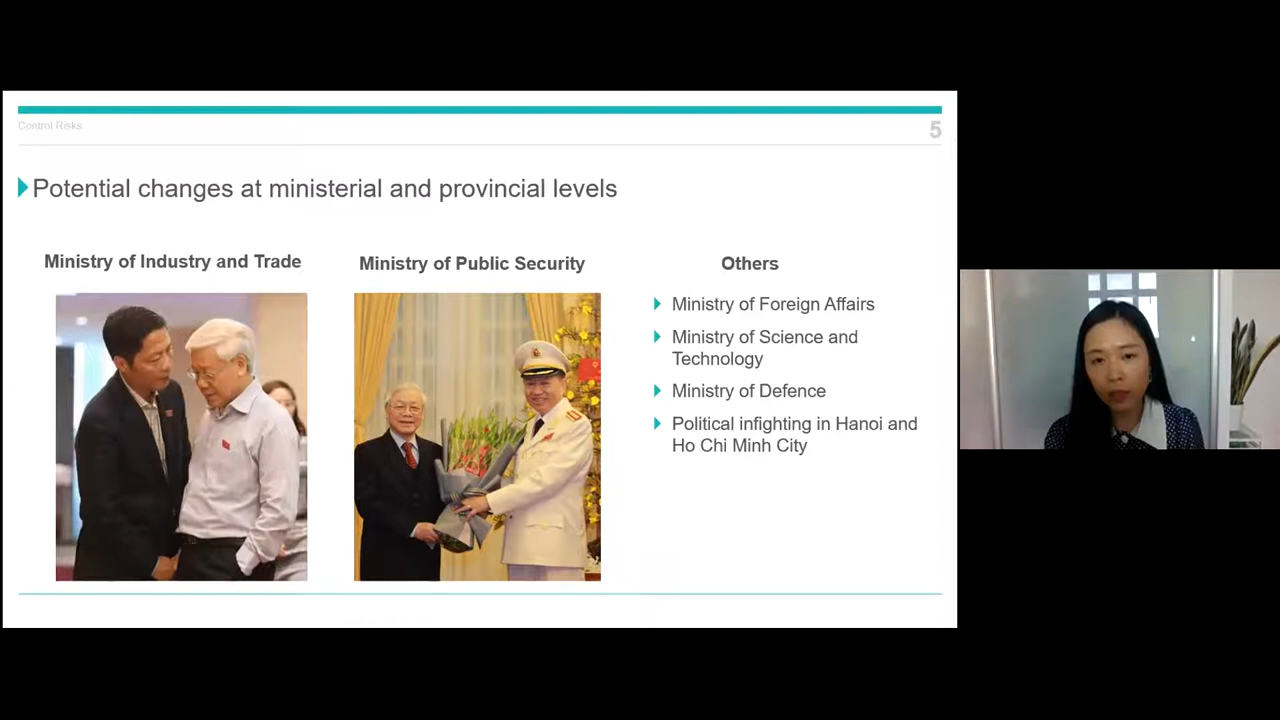 Control Risks
5
Potential changes at ministerial and provincial levels
Ministry of Industry and Trade
Ministry of Public Security
Others
Ministry of Foreign Affairs
Ministry of Science and
Technology
Ministry of Defence
Political infighting in Hanoi and
Ho Chi Minh City